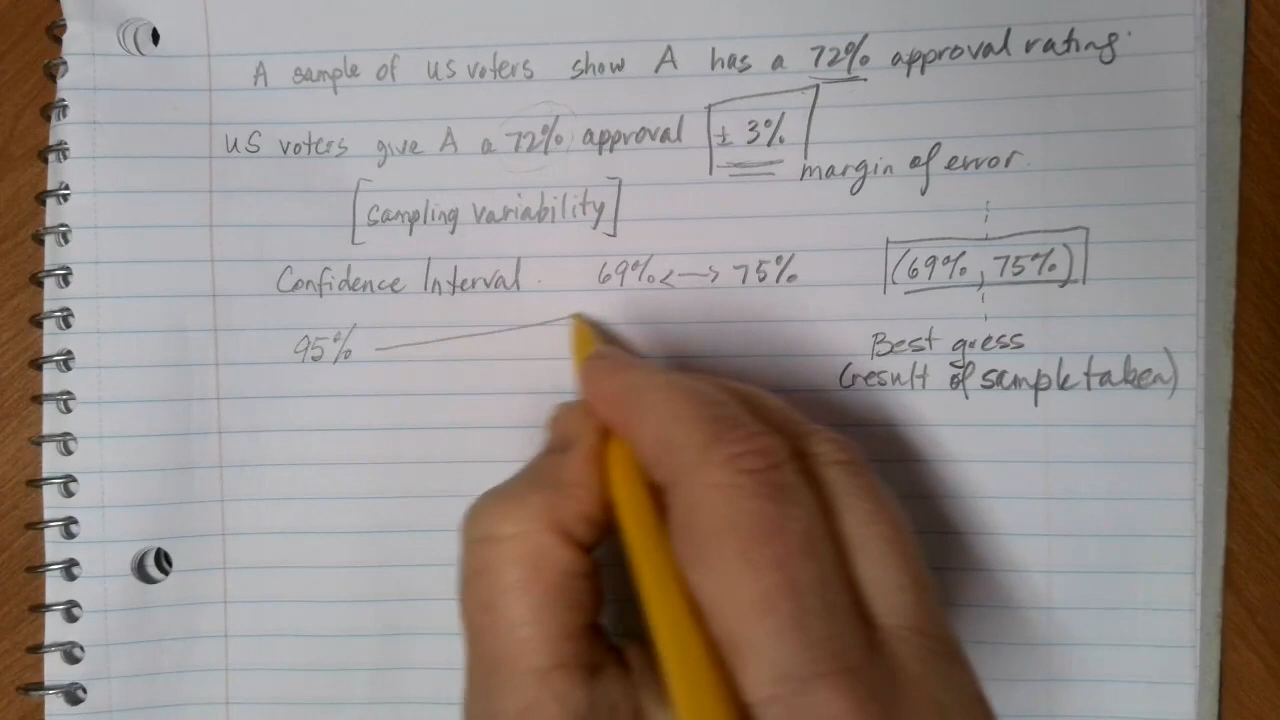 A sample of US voters show A has a 72% approval rating.
US voters give A a 72% approval ± 3%
margin of error.
[Sampling variability]
Confidence Interval. 69% <—> 75% (69%, 75%)
95%
Best guess
(result of sample taken)